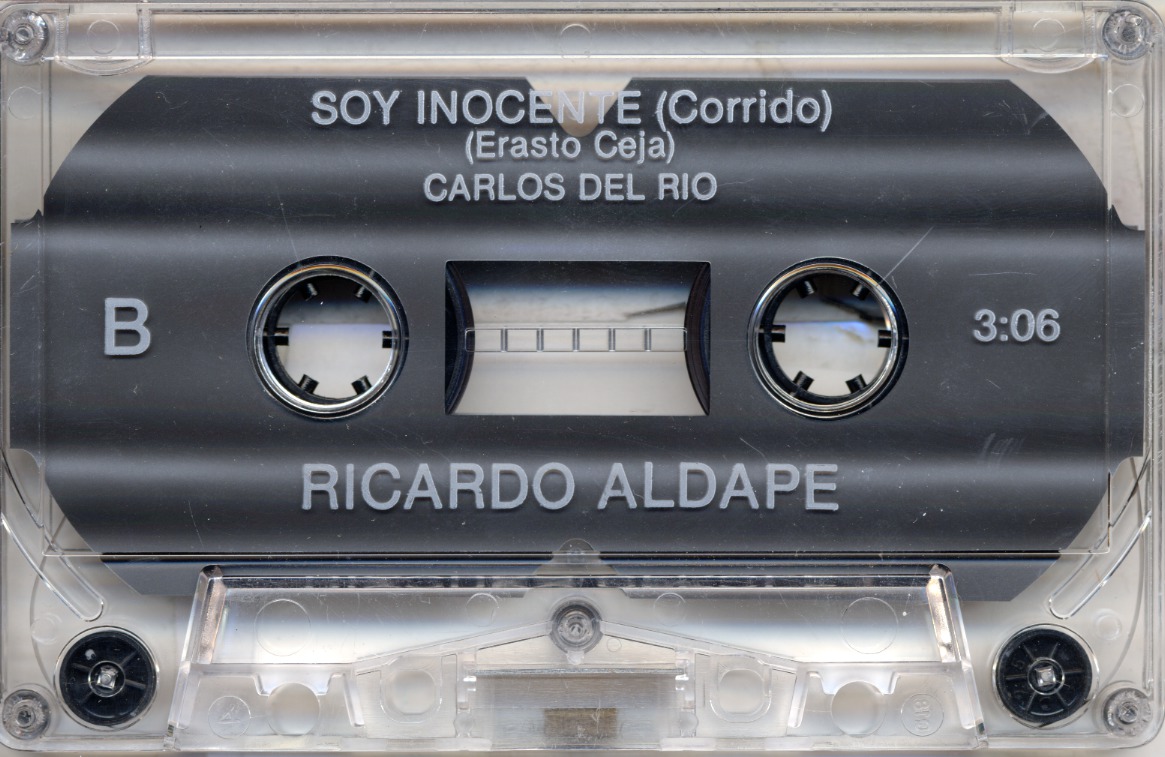 SOY INOCENTE (Corrido)
(Erasto Ceja)
CARLOS DEL RIO
B
3:06
RICARDO ALDAPE